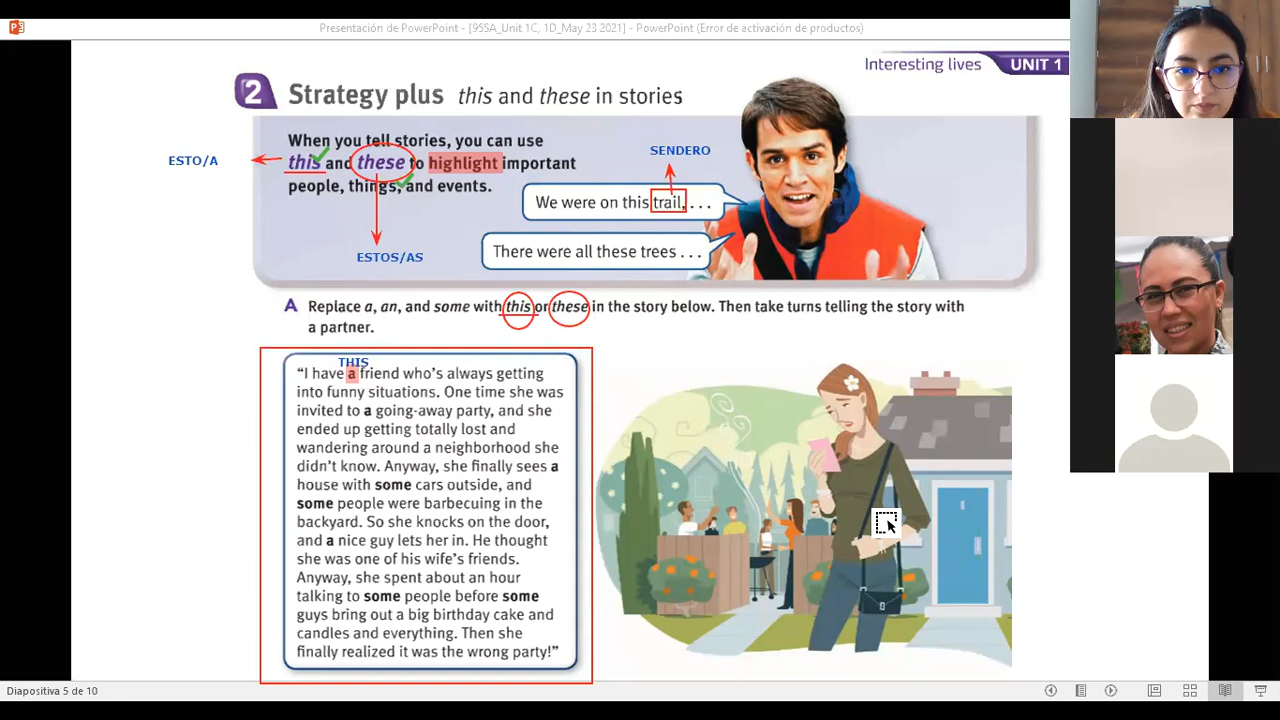 Presentación de PowerPoint - [95SA_Unit 1C, 1D_May 23 2021] - PowerPoint (Error de activación de productos)
Interesting lives UNIT 1
2 Strategy plus this and these in stories
When you tell stories, you can use
this and these to highlight important
people, things, and events.
ESTO/A
ESTOS/AS
SENDERO
We were on this trail, . . .
There were all these trees . . .
A Replace a, an, and some with this or these in the story below. Then take turns telling the story with
a partner.
THIS
“I have a friend who’s always getting
into funny situations. One time she was
invited to a going-away party, and she
ended up getting totally lost and
wandering around a neighborhood she
didn’t know. Anyway, she finally sees a
house with some cars outside, and
some people were barbecuing in the
backyard. So she knocks on the door,
and a nice guy lets her in. He thought
she was one of his wife’s friends.
Anyway, she spent about an hour
talking to some people before some
guys bring out a big birthday cake and
candles and everything. Then she
finally realized it was the wrong party!”
Diapositiva 5 de 10